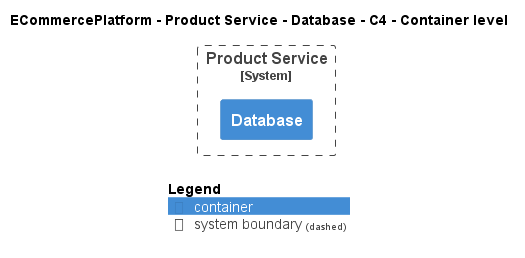 ECommercePlatform - Product Service - Database - C4 - Container level
Product Service
[System]
Database
Legend
container
system boundary (dashed)